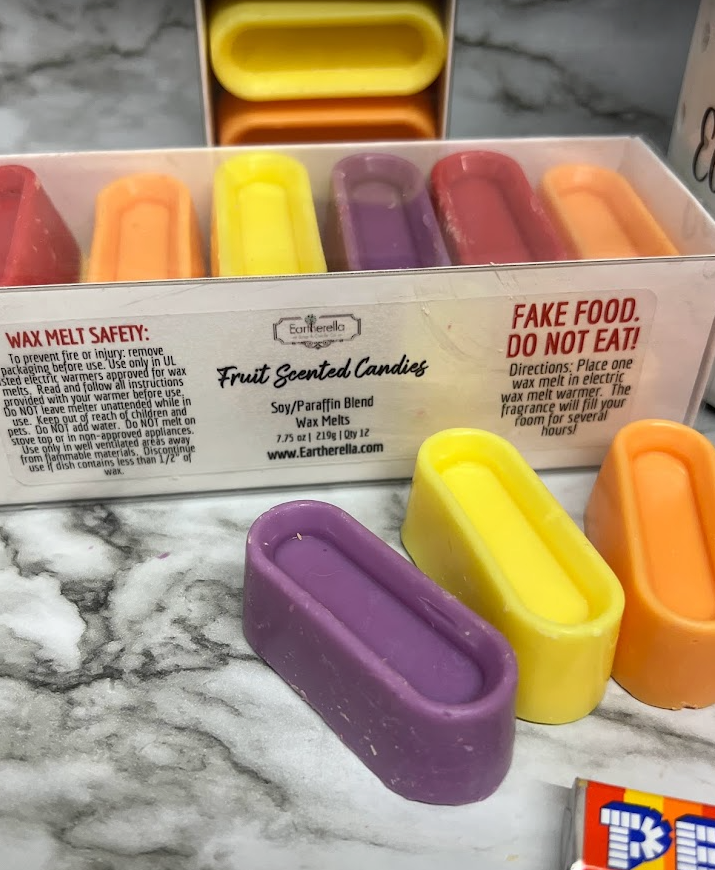 WAX MELT SAFETY:
To prevent fire or injury: remove
packaging before use. Use only in UL
sted electric warmers approved for wax
melts. Read and follow all instructions
provided with your warmer before use.
Do NOT leave melter unattended while in
use. Keep out of reach of children and
pets. Do NOT add water. Do NOT melt on
stove top or in non-approved appliances.
Use only in well ventilated areas away
from flammable materials. Discontinue
use if dish contains less than 1/2" of
wax.
Eartherella
Fruit Scented Candies
Soy/Paraffin Blend
Wax Melts
7.75 oz | 219g | Qty 12
www.Eartherella.com
FAKE FOOD.
DO NOT EAT!
Directions: Place one
wax melt in electric
wax melt warmer. The
fragrance will fill your
room for several
hours!
PE